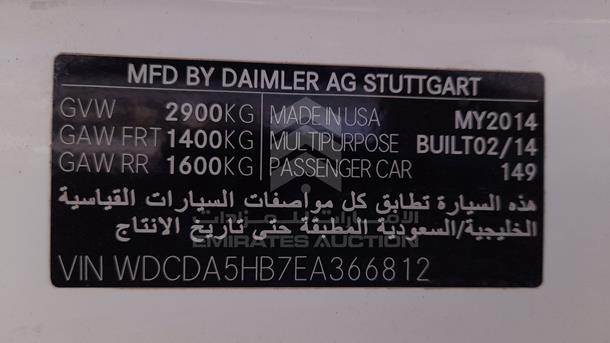 MFD BY DAIMLER AG STUTTGART
GVW 2900KG MADE IN USA MY2014
GAW FRT 1400KG MULTIPURPOSE BUILT02/14
GAW RR 1600KG PASSENGER CAR 149
هذه السيارة تطابق كل مواصفات السيارات القياسية
الخليجية/السعودية المطبقة حتى تاريخ الانتاج
الإمارات للمزادات
EMIRATES AUCTION
VIN WDCDA5HB7EA366812